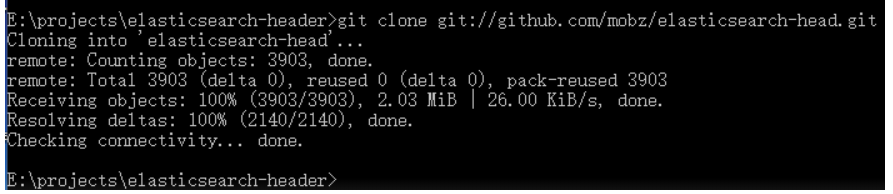 E:\projects\elasticsearch-header>git clone git://github.com/mobz/elasticsearch-head.git
Cloning into 'elasticsearch-head'...
remote: Counting objects: 3903, done.
remote: Total 3903 (delta 0), reused 0 (delta 0), pack-reused 3903
Receiving objects: 100% (3903/3903), 2.03 MiB | 26.00 KiB/s, done.
Resolving deltas: 100% (2140/2140), done.
Checking connectivity... done.
E:\projects\elasticsearch-header>